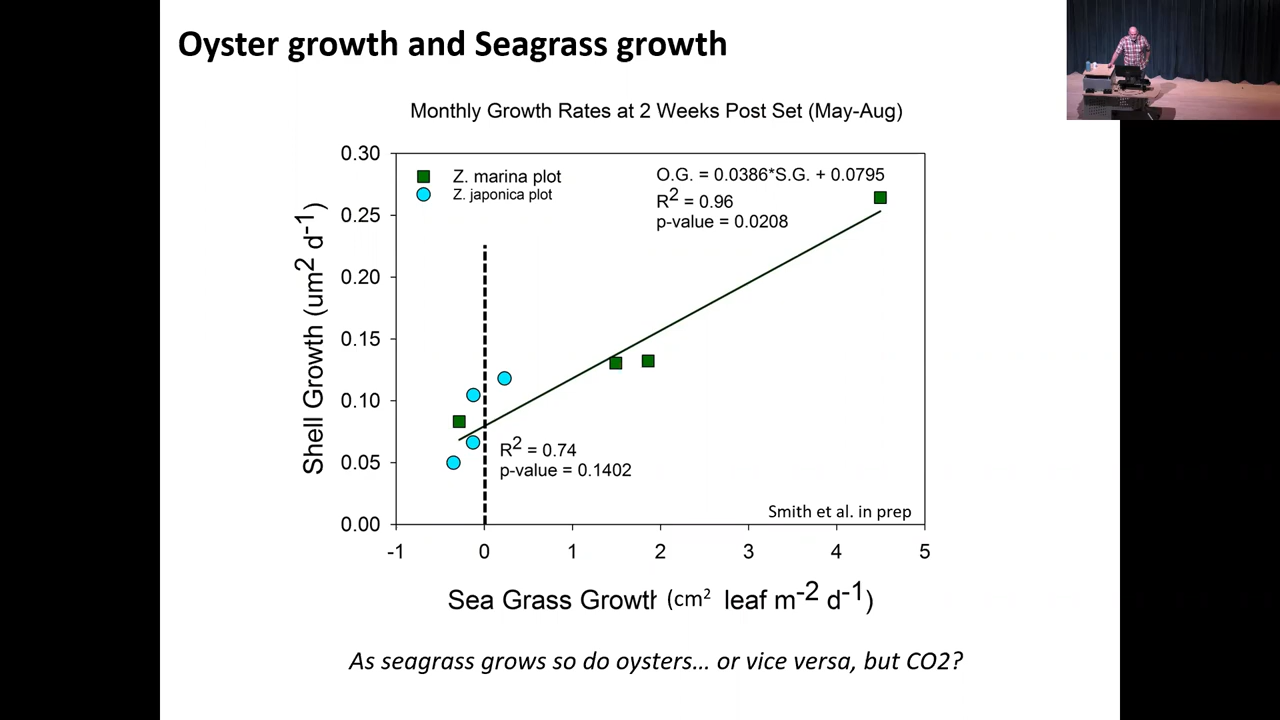 Oyster growth and Seagrass growth
Monthly Growth Rates at 2 Weeks Post Set (May-Aug)
Z. marina plot
Z. japonica plot
O.G. = 0.0386*S.G. + 0.0795
R² = 0.96
p-value = 0.0208
0.30
0.25
0.20
0.15
0.10
0.05
0.00
Shell Growth (um² d⁻¹)
R² = 0.74
p-value = 0.1402
Smith et al. in prep
-1 0 1 2 3 4 5
Sea Grass Growth (cm² leaf m⁻² d⁻¹)
As seagrass grows so do oysters... or vice versa, but CO2?